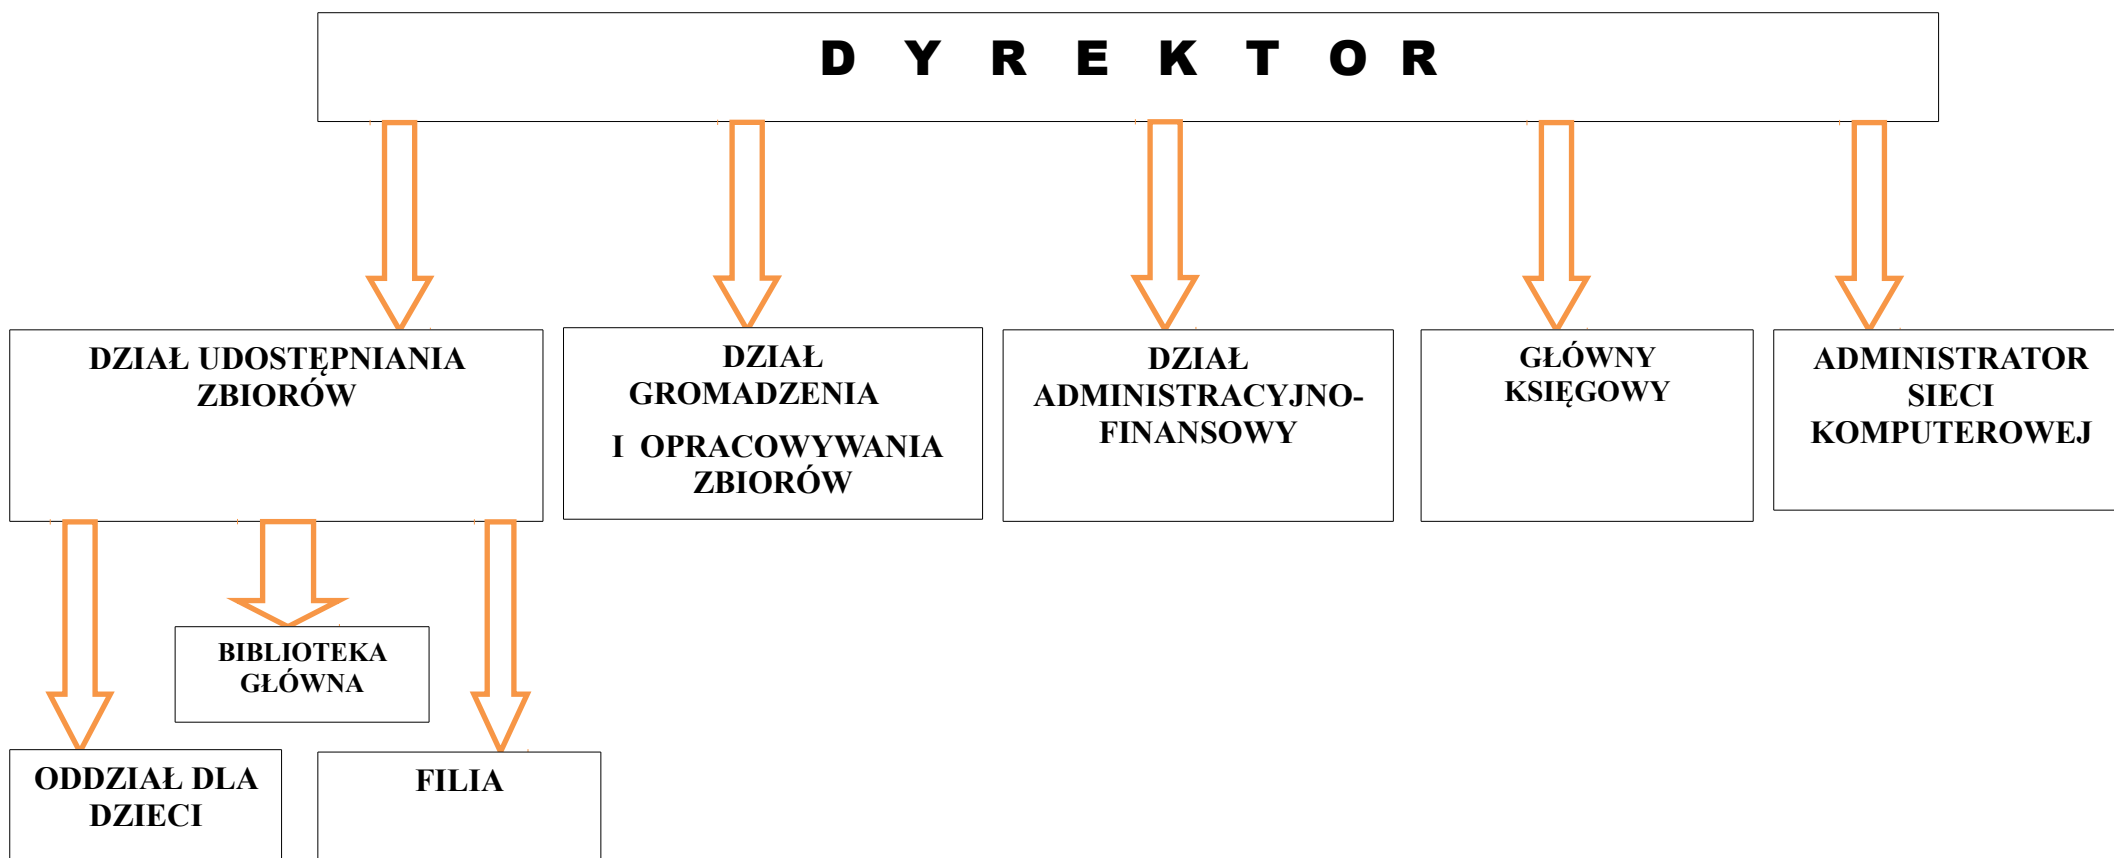 D Y R E K T O R
DZIAŁ UDOSTĘPNIANIA
ZBIORÓW
DZIAŁ
GROMADZENIA
I OPRACOWYWANIA
ZBIORÓW
DZIAŁ
ADMINISTRACYJNO-
FINANSOWY
GŁÓWNY
KSIĘGOWY
ADMINISTRATOR
SIECI
KOMPUTEROWEJ
BIBLIOTEKA
GŁÓWNA
ODDZIAŁ DLA
DZIECI
FILIA